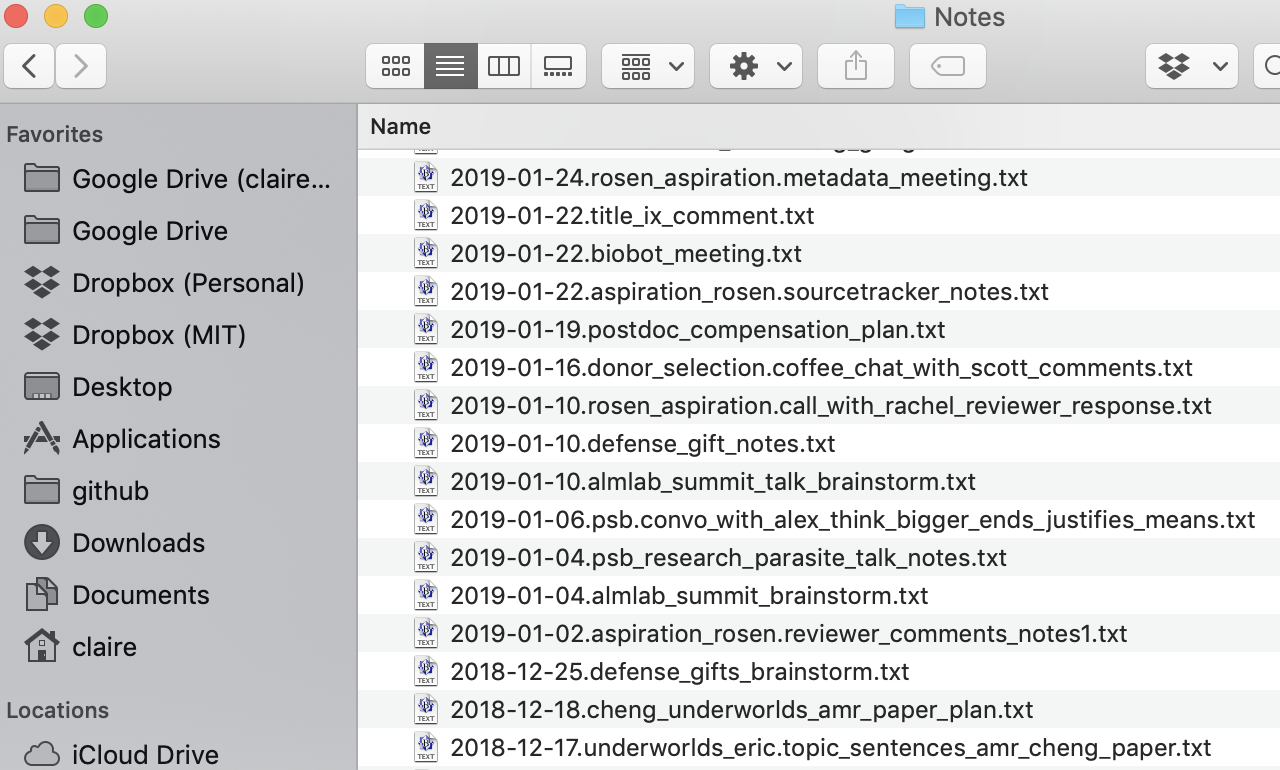 Notes
Favorites
Google Drive (claire...
Google Drive
Dropbox (Personal)
Dropbox (MIT)
Desktop
Applications
github
Downloads
Documents
claire
Locations
iCloud Drive
Name
2019-01-24.rosen_aspiration.metadata_meeting.txt
2019-01-22.title_ix_comment.txt
2019-01-22.biobot_meeting.txt
2019-01-22.aspiration_rosen.sourcetracker_notes.txt
2019-01-19.postdoc_compensation_plan.txt
2019-01-16.donor_selection.coffee_chat_with_scott_comments.txt
2019-01-10.rosen_aspiration.call_with_rachel_reviewer_response.txt
2019-01-10.defense_gift_notes.txt
2019-01-10.almlab_summit_talk_brainstorm.txt
2019-01-06.psb.convo_with_alex_think_bigger_ends_justifies_means.txt
2019-01-04.psb_research_parasite_talk_notes.txt
2019-01-04.almlab_summit_brainstorm.txt
2019-01-02.aspiration_rosen.reviewer_comments_notes1.txt
2018-12-25.defense_gifts_brainstorm.txt
2018-12-18.cheng_underworlds_amr_paper_plan.txt
2018-12-17.underworlds_eric.topic_sentences_amr_cheng_paper.txt